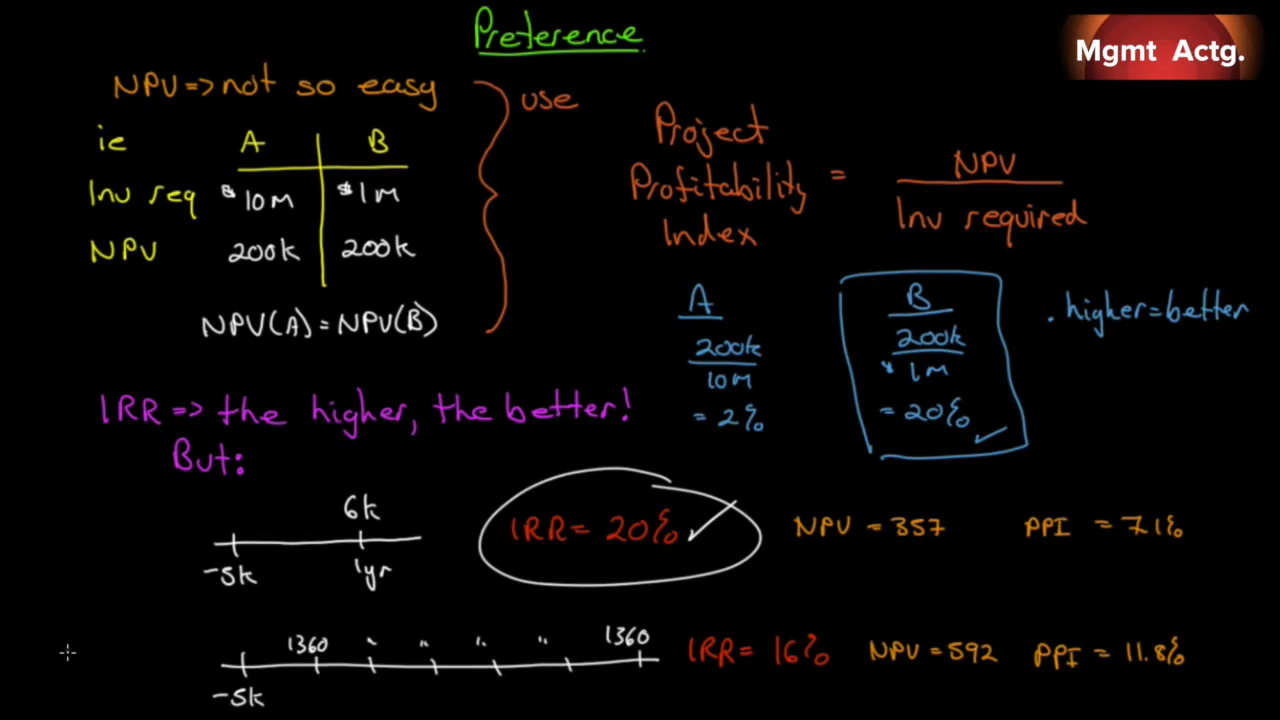 Preference
Mgmt Actg.
NPV => not so easy
ie A B
Inv req $10M $1M
NPV 200k 200k
NPV(A) = NPV(B)
use
Project
Profitability
Index
= NPV
Inv required
A
200k
10M
= 2%
B
200k
$ 1M
= 20% ✓
. higher = better
IRR => the higher, the better!
But:
6k
-5k 1yr
IRR = 20% ✓ NPV = 357 PPI = 7.1%
1360 " " " " 1360
-5k
IRR = 16% NPV = 592 PPI = 11.8%